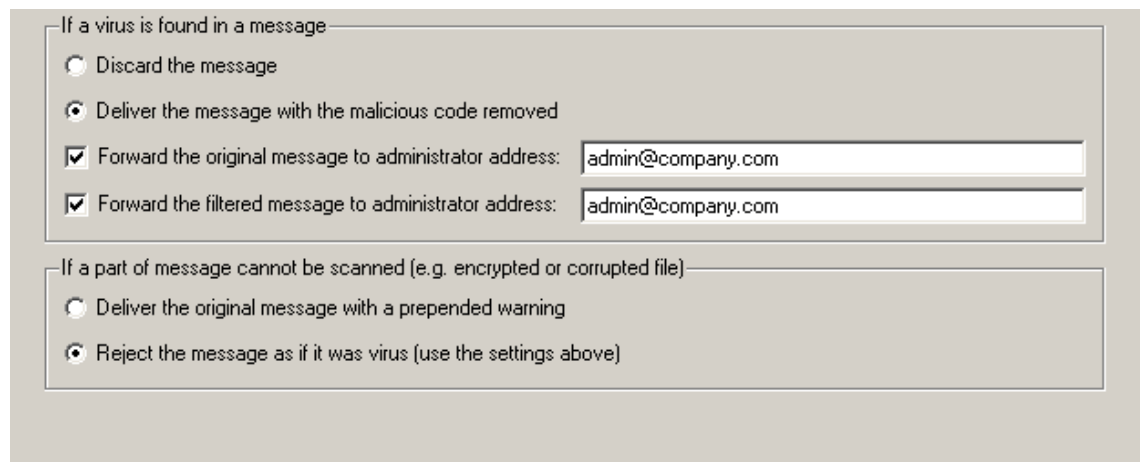 If a virus is found in a message
Discard the message
Deliver the message with the malicious code removed
Forward the original message to administrator address: admin@company.com
Forward the filtered message to administrator address: admin@company.com
If a part of message cannot be scanned (e.g. encrypted or corrupted file)
Deliver the original message with a prepended warning
Reject the message as if it was virus (use the settings above)